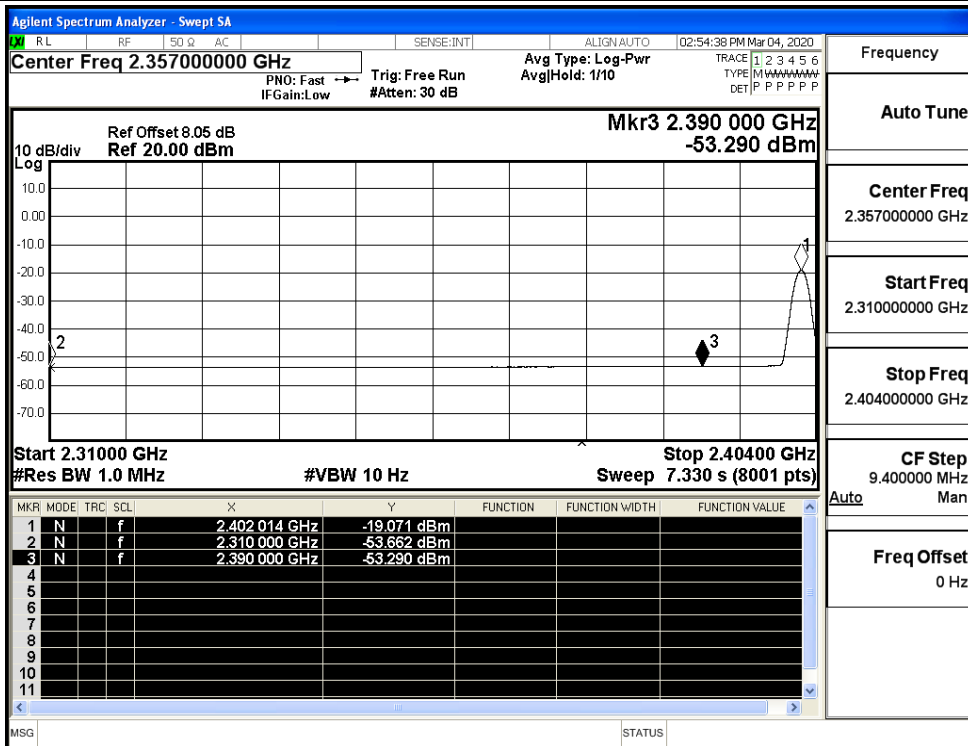 Agilent Spectrum Analyzer - Swept SA
LXI RL RF 50 Ω AC SENSE:INT ALIGN AUTO 02:54:38 PM Mar 04, 2020
Center Freq 2.357000000 GHz
PNO: Fast
IFGain:Low
Trig: Free Run
#Atten: 30 dB
Avg Type: Log-Pwr
Avg|Hold: 1/10
TRACE 1 2 3 4 5 6
TYPE M WWWWW
DET P P P P P P
Mkr3 2.390 000 GHz
-53.290 dBm
Ref Offset 8.05 dB
10 dB/div Ref 20.00 dBm
Log
10.0
0.00
-10.0
-20.0
-30.0
-40.0
-50.0
-60.0
-70.0
1
2
3
Start 2.31000 GHz Stop 2.40400 GHz
#Res BW 1.0 MHz #VBW 10 Hz Sweep 7.330 s (8001 pts)
MKR MODE TRC SCL X Y FUNCTION FUNCTION WIDTH FUNCTION VALUE
1 N f 2.402 014 GHz -19.071 dBm
2 N f 2.310 000 GHz -53.662 dBm
3 N f 2.390 000 GHz -53.290 dBm
4
5
6
7
8
9
10
11
MSG STATUS
Frequency
Auto Tune
Center Freq
2.357000000 GHz
Start Freq
2.310000000 GHz
Stop Freq
2.404000000 GHz
CF Step
9.400000 MHz
Auto Man
Freq Offset
0 Hz